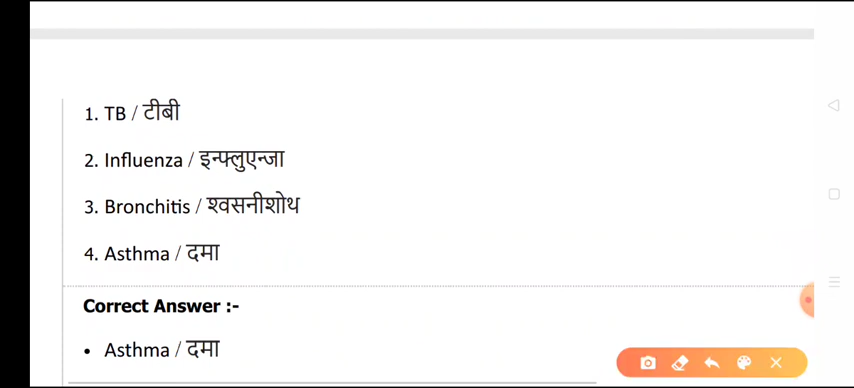 1. TB / टीबी
2. Influenza / इन्फ्लुएन्जा
3. Bronchitis / श्वसनीशोथ
4. Asthma / दमा
Correct Answer :-
• Asthma / दमा